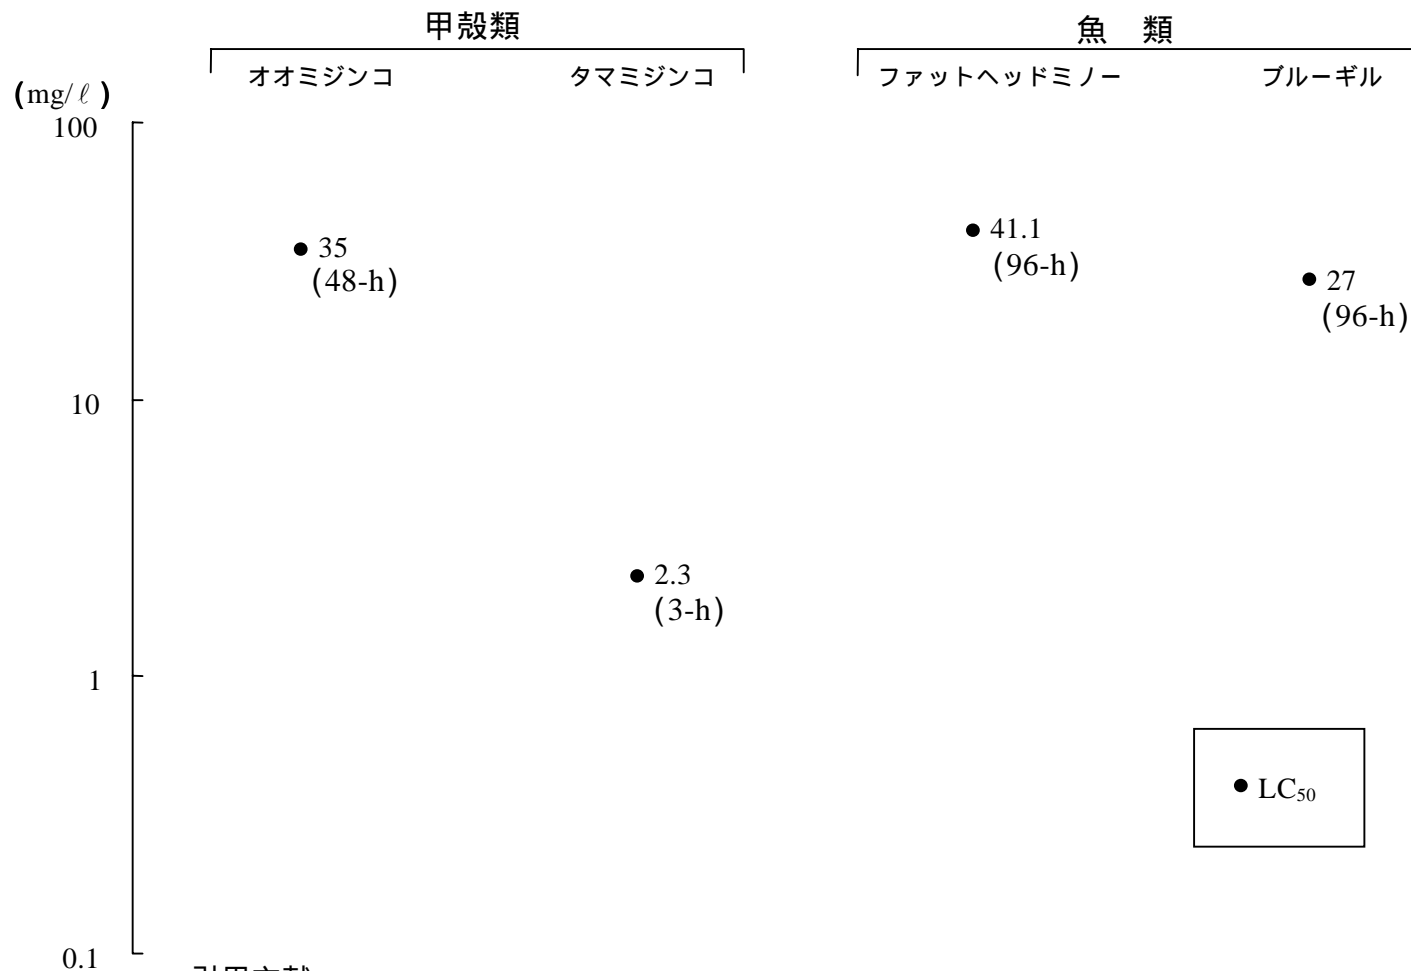 甲殻類
魚 類
オオミジンコ
タマミジンコ
ファットヘッドミノー
ブルーギル
(mg/ℓ)
100
35
(48-h)
41.1
(96-h)
27
(96-h)
10
2.3
(3-h)
1
LC₅₀
0.1